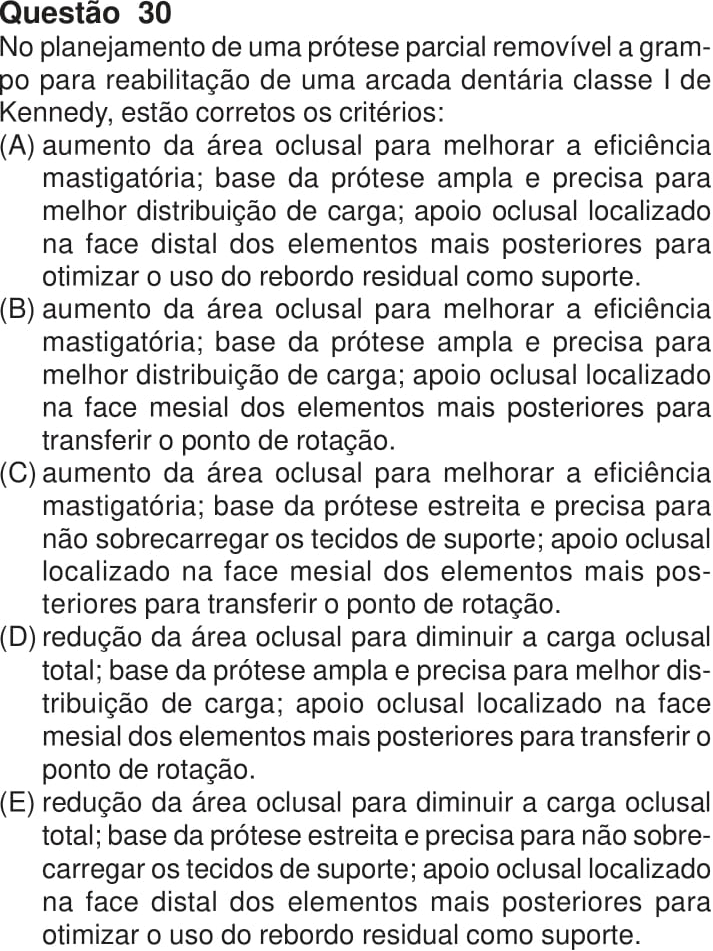 Questão 30
No planejamento de uma prótese parcial removível a gram-
po para reabilitação de uma arcada dentária classe I de
Kennedy, estão corretos os critérios:
(A) aumento da área oclusal para melhorar a eficiência
mastigatória; base da prótese ampla e precisa para
melhor distribuição de carga; apoio oclusal localizado
na face distal dos elementos mais posteriores para
otimizar o uso do rebordo residual como suporte.
(B) aumento da área oclusal para melhorar a eficiência
mastigatória; base da prótese ampla e precisa para
melhor distribuição de carga; apoio oclusal localizado
na face mesial dos elementos mais posteriores para
transferir o ponto de rotação.
(C) aumento da área oclusal para melhorar a eficiência
mastigatória; base da prótese estreita e precisa para
não sobrecarregar os tecidos de suporte; apoio oclusal
localizado na face mesial dos elementos mais pos-
teriores para transferir o ponto de rotação.
(D) redução da área oclusal para diminuir a carga oclusal
total; base da prótese ampla e precisa para melhor dis-
tribuição de carga; apoio oclusal localizado na face
mesial dos elementos mais posteriores para transferir o
ponto de rotação.
(E) redução da área oclusal para diminuir a carga oclusal
total; base da prótese estreita e precisa para não sobre-
carregar os tecidos de suporte; apoio oclusal localizado
na face distal dos elementos mais posteriores para
otimizar o uso do rebordo residual como suporte.